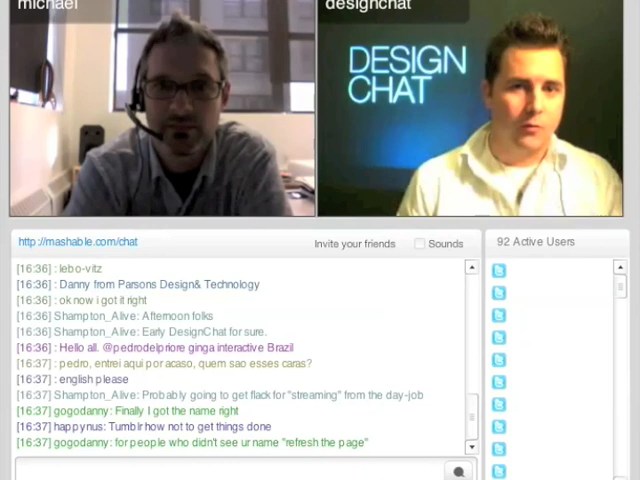 michael
designchat
DESIGN
CHAT
http://mashable.com/chat
Invite your friends
Sounds
92 Active Users
[16:36] : lebo-vitz
[16:36] : Danny from Parsons Design& Technology
[16:36] : ok now i got it right
[16:36] Shampton_Alive: Afternoon folks
[16:36] Shampton_Alive: Early DesignChat for sure.
[16:36] : Hello all. @pedrodelpriore ginga interactive Brazil
[16:37] : pedro, entrei aqui por acaso, quem sao esses caras?
[16:37] : english please
[16:37] Shampton_Alive: Probably going to get flack for "streaming" from the day-job
[16:37] gogodanny: Finally I got the name right
[16:37] happynus: Tumblr how not to get things done
[16:37] gogodanny: for people who didn't see ur name "refresh the page"